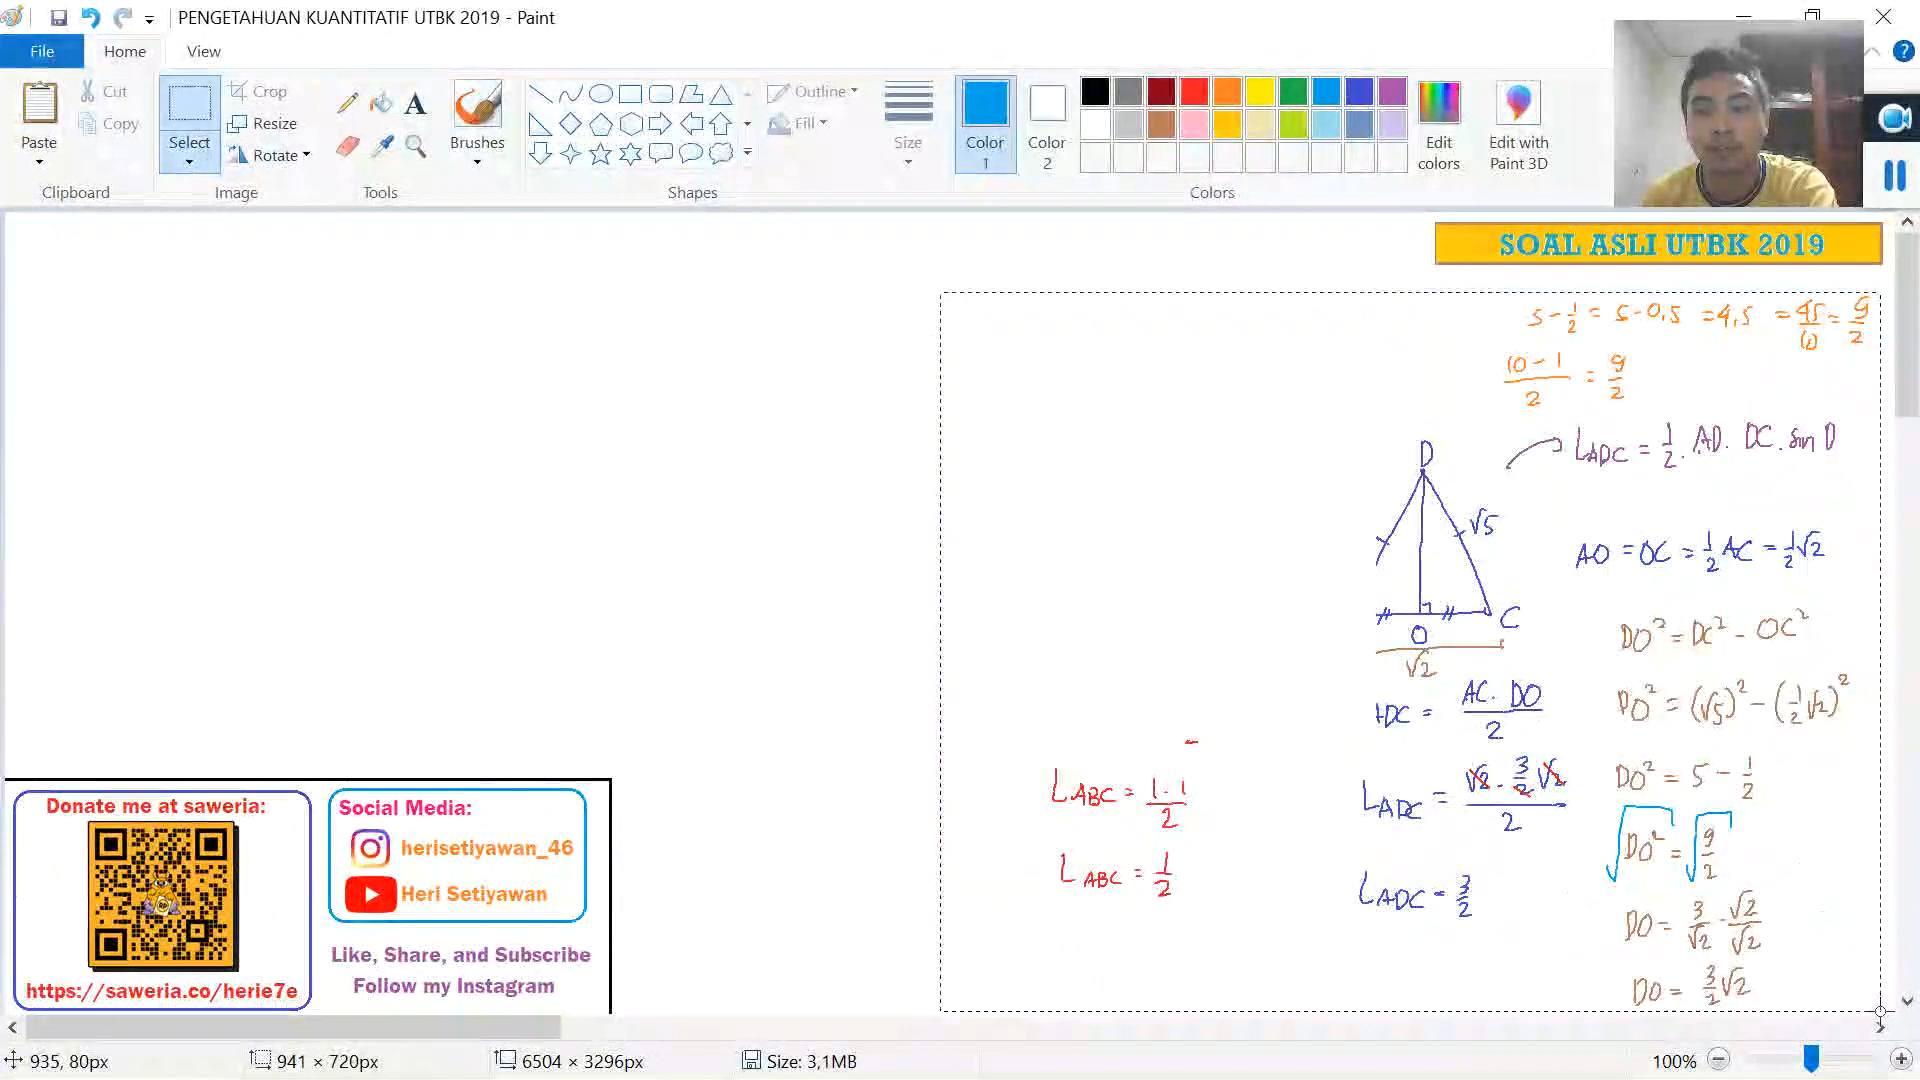 PENGETAHUAN KUANTITATIF UTBK 2019 - Paint
File Home View
Paste
Cut
Copy
Clipboard
Select
Crop
Resize
Rotate
Image
A
Tools
Brushes
Outline
Fill
Shapes
Size
Color 1
Color 2
Edit colors
Edit with Paint 3D
Colors
SOAL ASLI UTBK 2019
5 - 1/2 = 5 - 0,5 = 4,5 = 45/10 = 9/2
10 - 1/2 = 9/2
L ADC = 1/2 . AD . DC . sin D
D
√5
O
C
√2
AO = OC = 1/2 AC = 1/2 √2
DO² = DC² - OC²
DO² = (√5)² - (1/2 √2)²
DO² = 5 - 1/2
√DO² = √9/2
DO = 3/√2 . √2/√2
DO = 3/2 √2
DC = AC . DO / 2
L ADC = √2 . 3/2 √2 / 2
L ADC = 3/2
L ABC = 1 . 1 / 2
L ABC = 1/2
Donate me at saweria:
https://saweria.co/herie7e
Social Media:
herisetiyawan_46
Heri Setiyawan
Like, Share, and Subscribe
Follow my Instagram
935, 80px
941 × 720px
6504 × 3296px
Size: 3,1MB
100%